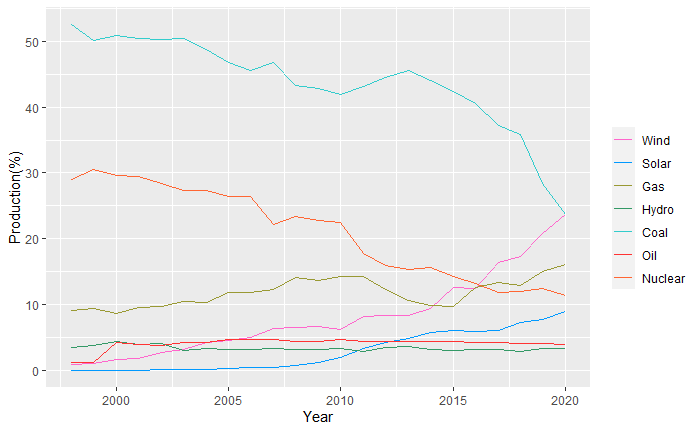 50
40
30
20
10
0
Production(%)
2000
2005
2010
2015
2020
Year
Wind
Solar
Gas
Hydro
Coal
Oil
Nuclear